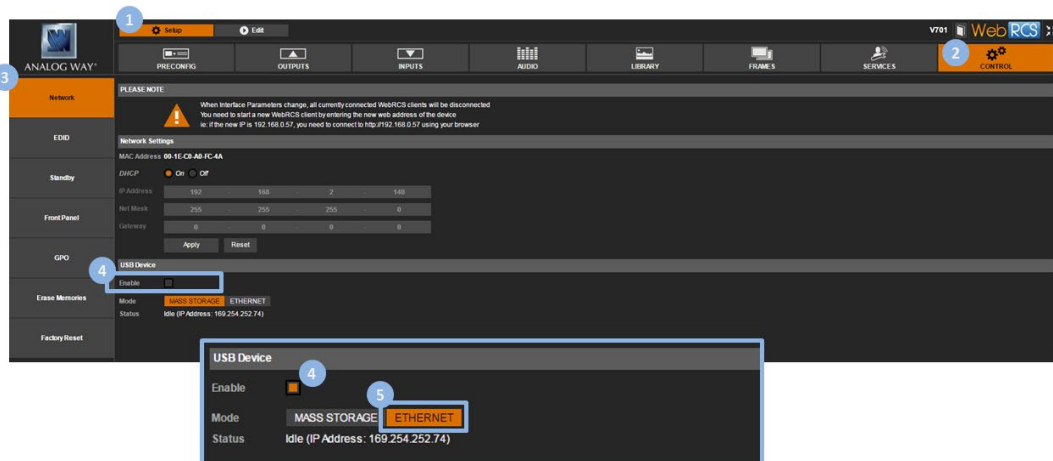 1
Setup
Edit
V701
Web RCS
ANALOG WAY®
PRECONFIG
OUTPUTS
INPUTS
AUDIO
LIBRARY
FRAMES
SERVICES
2
CONTROL
3
Network
EDID
Standby
Front Panel
GPO
Erase Memories
Factory Reset
PLEASE NOTE
When Interface Parameters change, all currently connected WebRCS clients will be disconnected
You need to start a new WebRCS client by entering the new web address of the device
ie: if the new IP is 192.168.0.57, you need to connect to http://192.168.0.57 using your browser
Network Settings
MAC Address 00-1E-C0-A0-FC-4A
DHCP On Off
IP Address 192 . 168 . 2 . 140
Net Mask 255 . 255 . 255 . 0
Gateway 0 . 0 . 0 . 0
Apply Reset
USB Device
4
Enable
Mode MASS STORAGE ETHERNET
Status Idle (IP Address: 169.254.252.74)
USB Device
Enable
4
5
Mode MASS STORAGE ETHERNET
Status Idle (IP Address: 169.254.252.74)